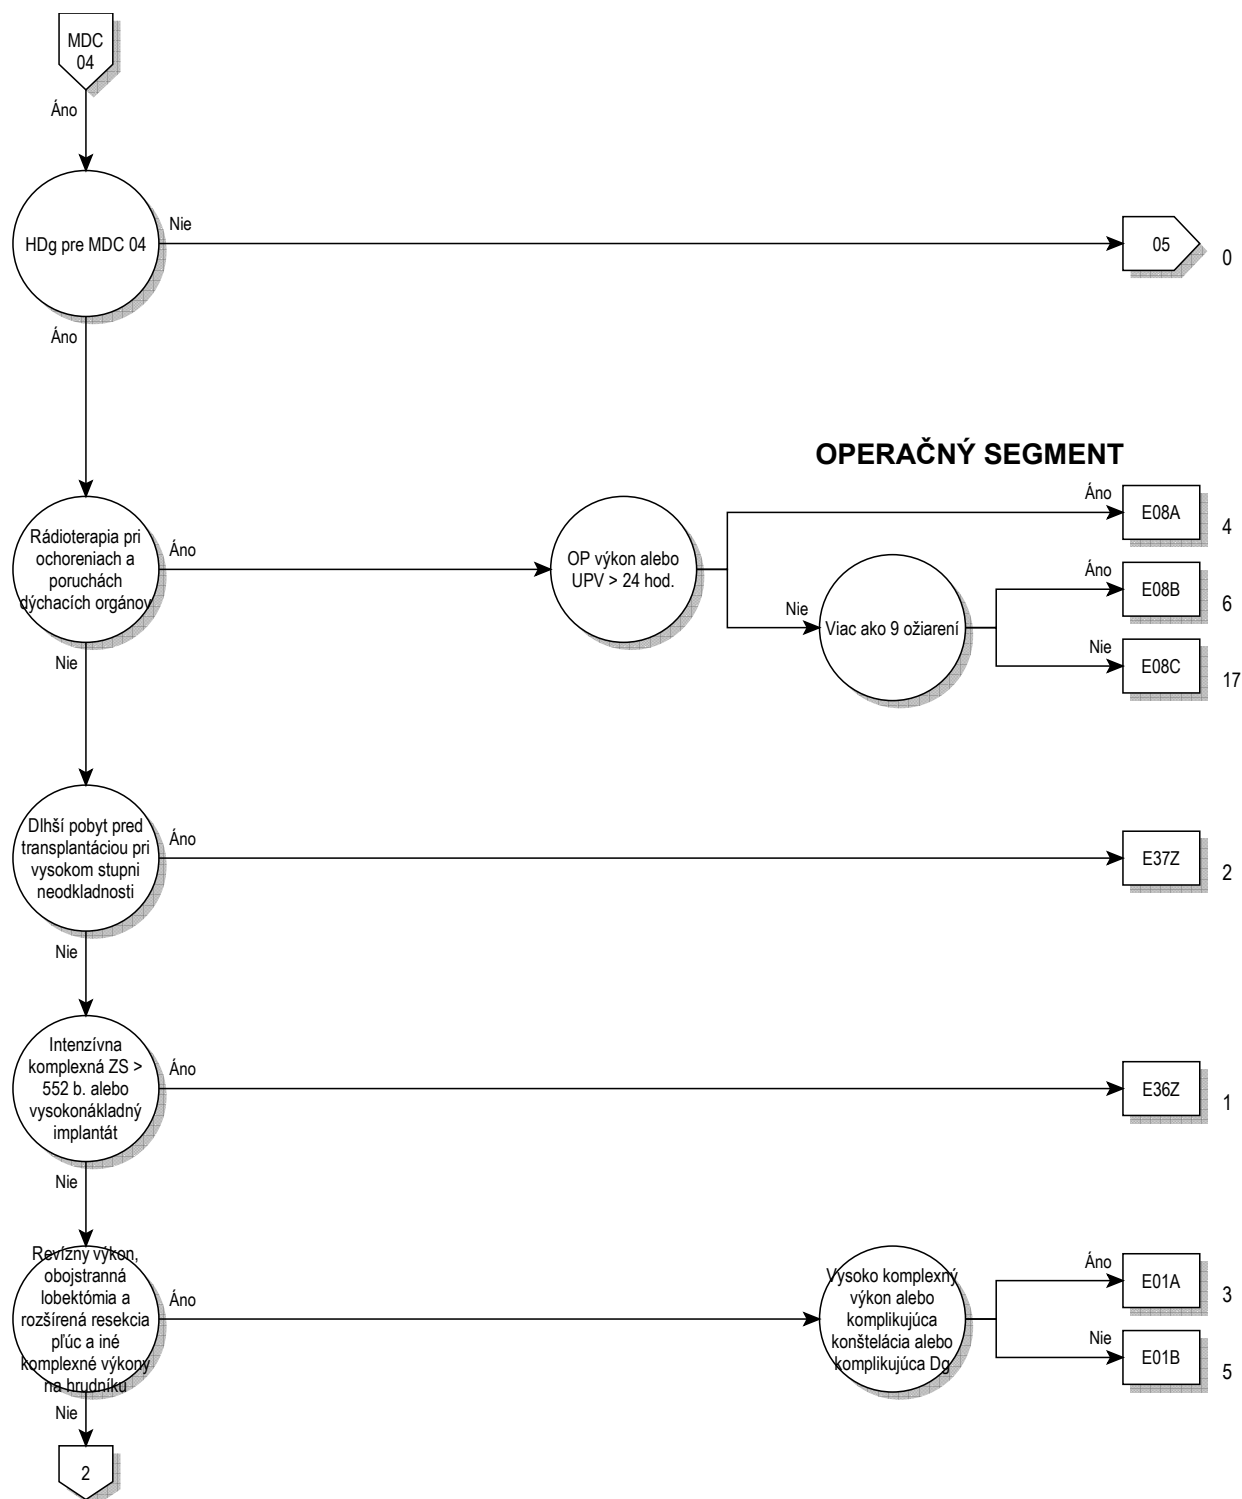 MDC
04
Áno
HDg pre MDC 04
Nie
05
0
Áno
OPERAČNÝ SEGMENT
Rádioterapia pri
ochoreniach a
poruchách
dýchacích orgánov
Áno
OP výkon alebo
UPV > 24 hod.
Áno
E08A
4
Nie
Viac ako 9 ožiarení
Áno
E08B
6
Nie
E08C
17
Nie
Dlhší pobyt pred
transplantáciou pri
vysokom stupni
neodkladnosti
Áno
E37Z
2
Nie
Intenzívna
komplexná ZS >
552 b. alebo
vysokonákladný
implantát
Áno
E36Z
1
Nie
Revízny výkon,
obojstranná
lobektómia a
rozšírená resekcia
pľúc a iné
komplexné výkony
na hrudníku
Áno
Vysoko komplexný
výkon alebo
komplikujúca
konštelácia alebo
komplikujúca Dg
Áno
E01A
3
Nie
E01B
5
Nie
2